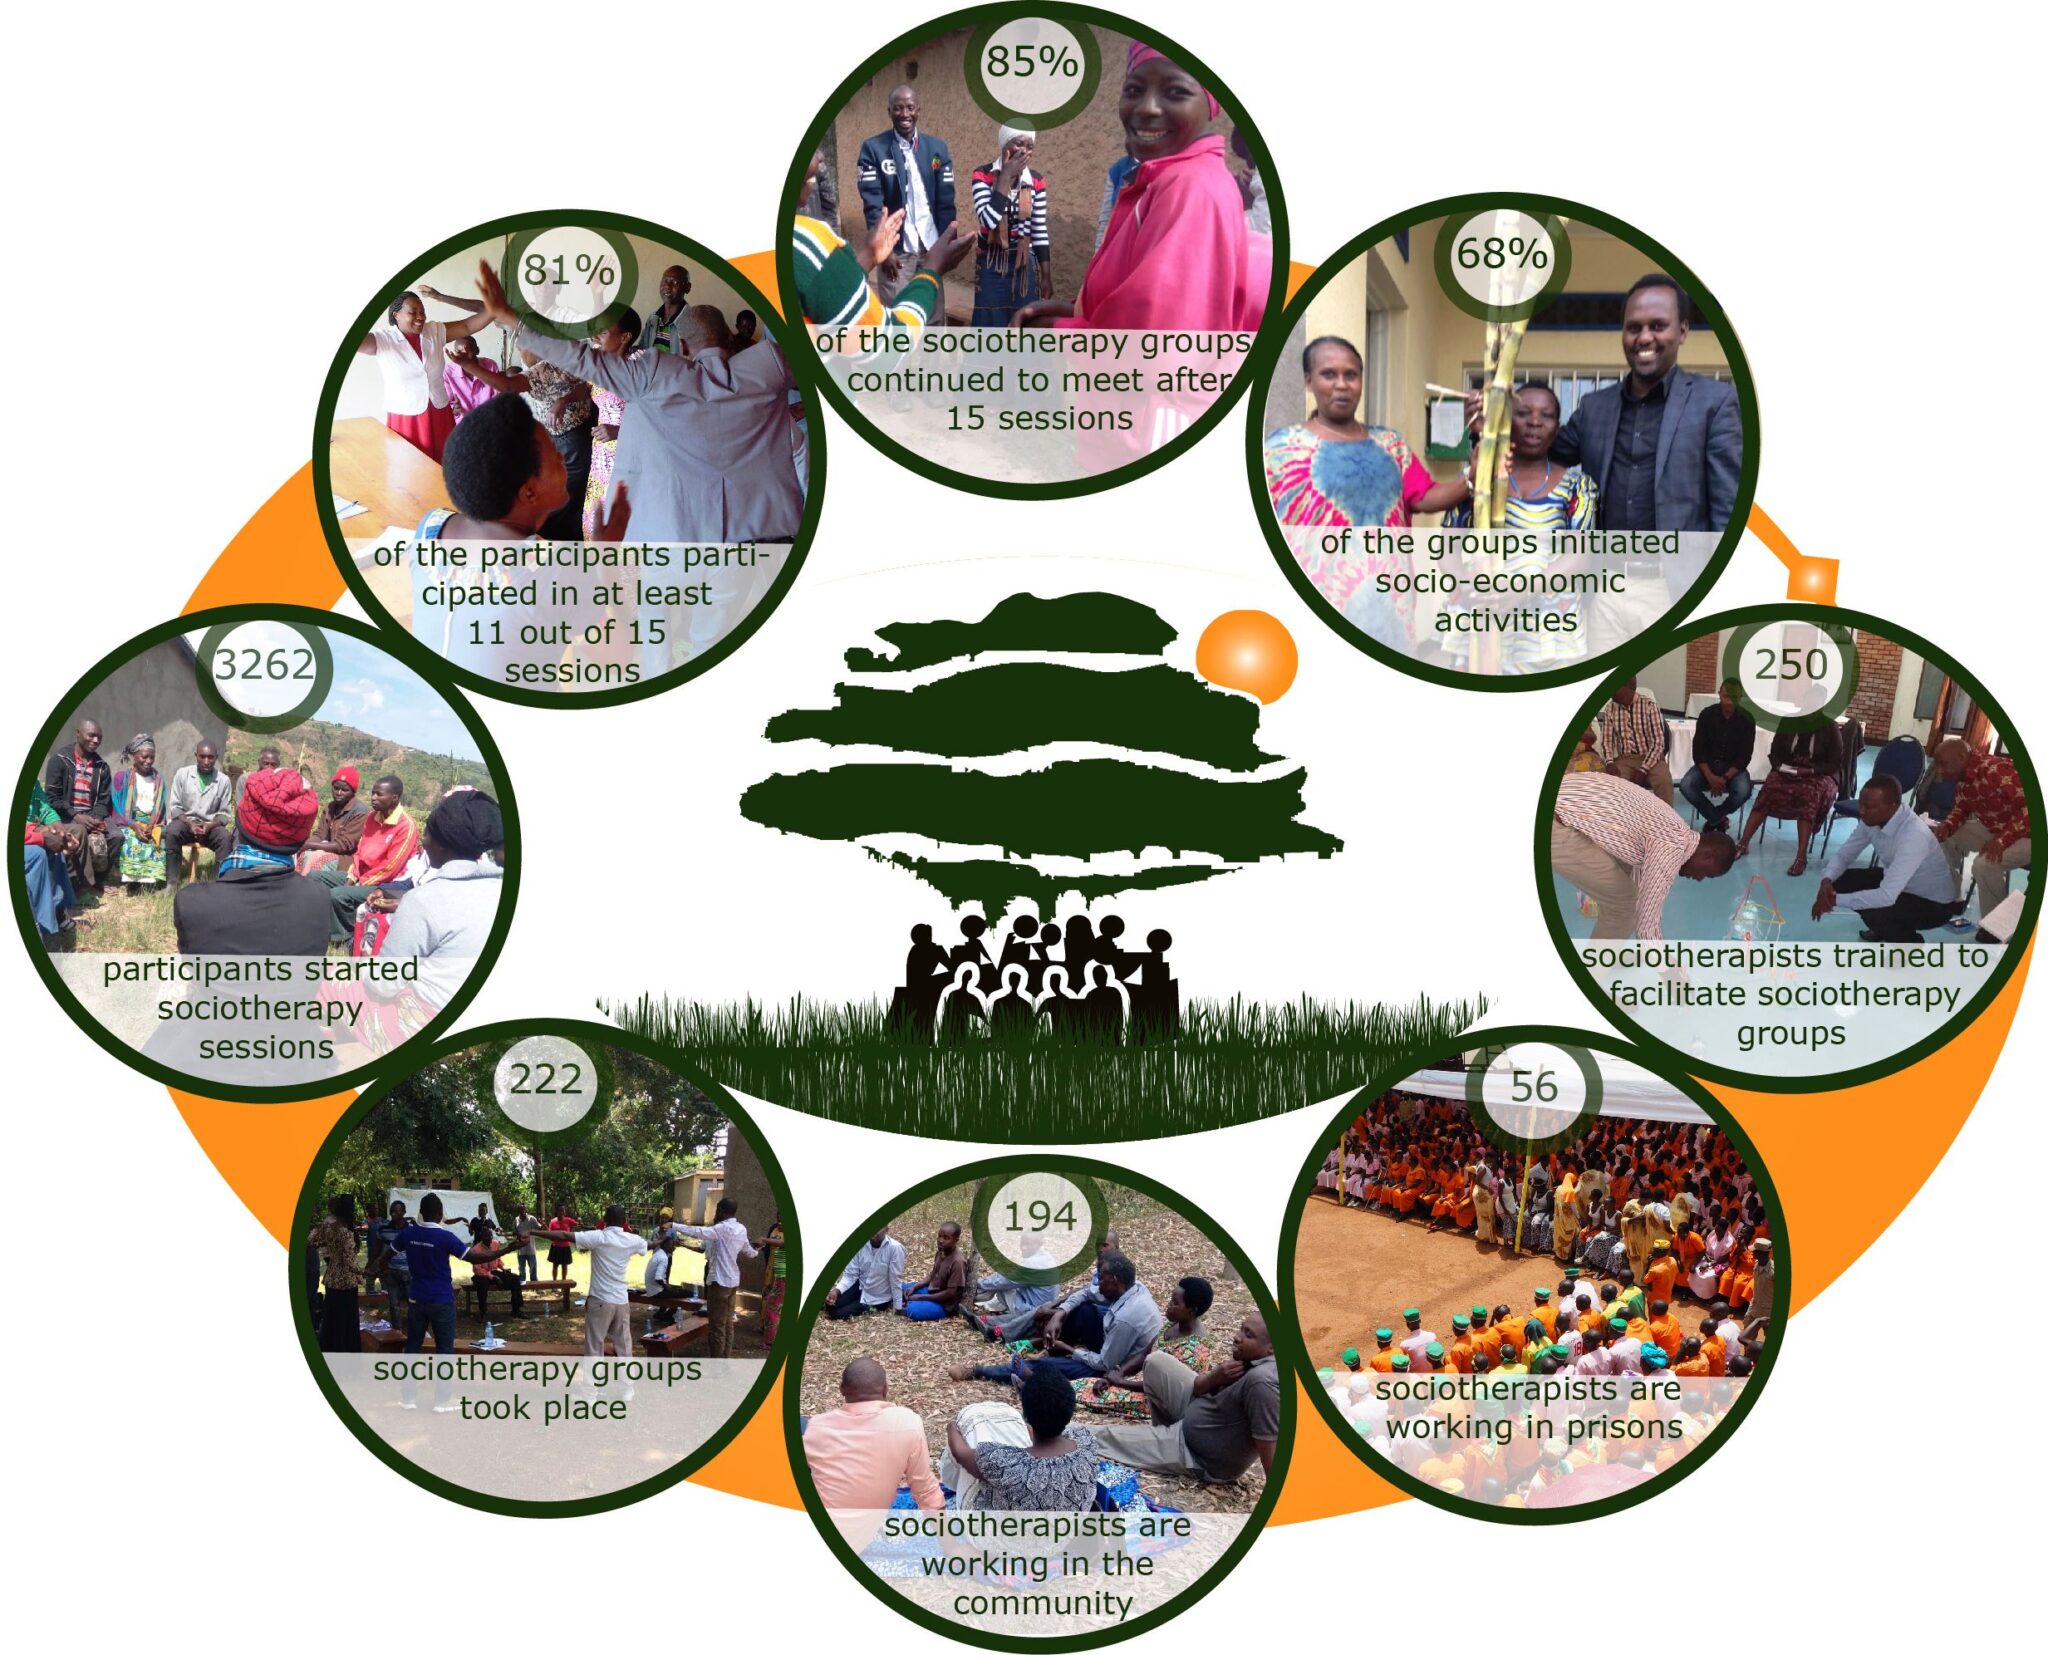 85%
of the sociotherapy groups
continued to meet after
15 sessions
68%
of the groups initiated
socio-economic
activities
250
sociotherapists trained to
facilitate sociotherapy
groups
56
sociotherapists are
working in prisons
194
sociotherapists are
working in the
community
222
sociotherapy groups
took place
3262
participants started
sociotherapy
sessions
81%
of the participants parti-
cipated in at least
11 out of 15
sessions